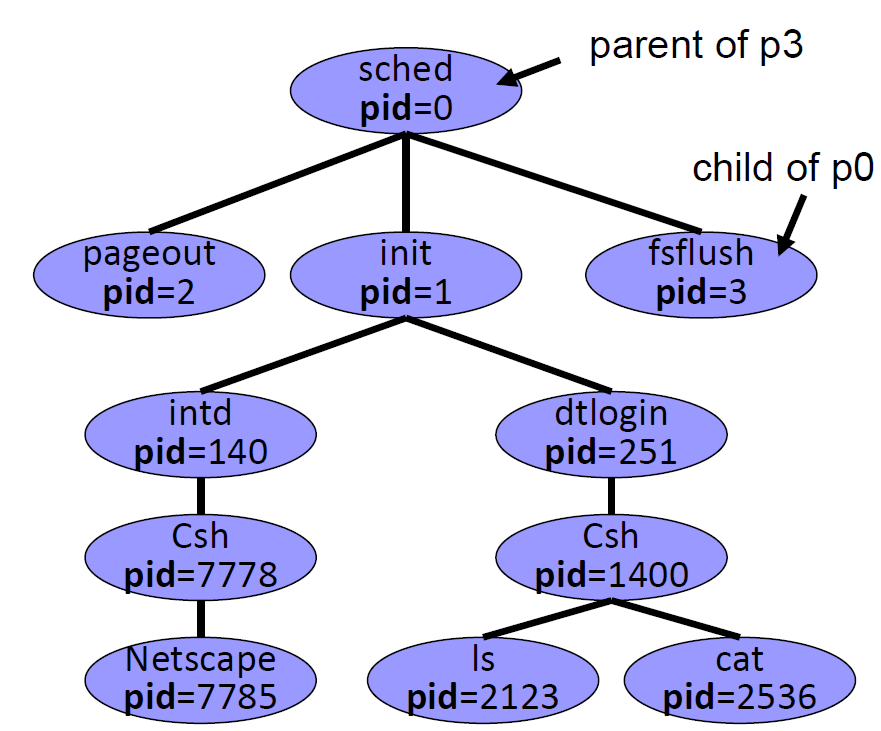 parent of p3
sched
pid=0
child of p0
pageout
pid=2
init
pid=1
fsflush
pid=3
intd
pid=140
dtlogin
pid=251
Csh
pid=7778
Csh
pid=1400
Netscape
pid=7785
ls
pid=2123
cat
pid=2536